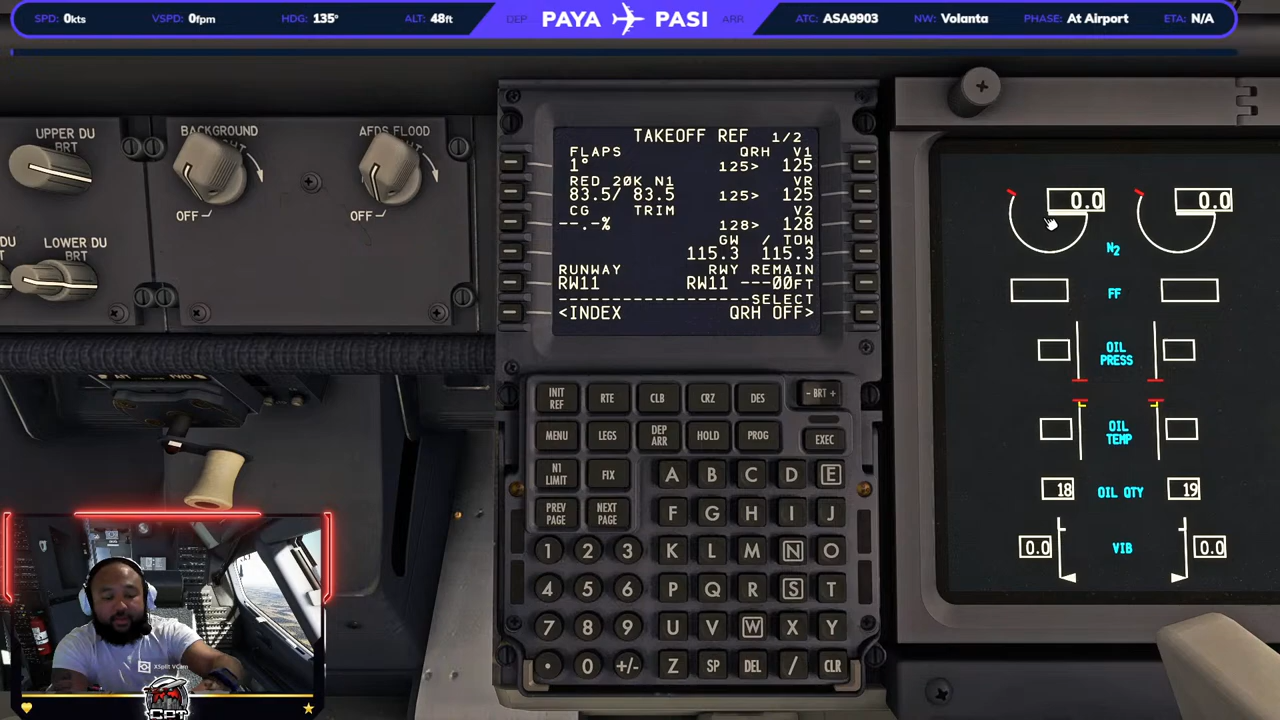 SPD: 0kts VSPD: 0fpm HDG: 135° ALT: 48ft DEP PAYA PASI ARR ATC: ASA9903 NW: Volanta PHASE: At Airport ETA: N/A
UPPER DU
BRT
BACKGROUND
AFDS FLOOD
OFF
OFF
DU
LOWER DU
BRT
TAKEOFF REF 1/2
FLAPS QRH V1
1° 125> 125
RED 20K N1 VR
83.5/ 83.5 125> 125
CG TRIM V2
--.-% 128> 128
GW / TOW
115.3 115.3
RUNWAY RWY REMAIN
RW11 RW11 ---00FT
SELECT
<INDEX QRH OFF>
INIT REF RTE CLB CRZ DES - BRT +
MENU LEGS DEP ARR HOLD PROG EXEC
N1 LIMIT FIX A B C D E
PREV PAGE NEXT PAGE F G H I J
1 2 3 K L M N O
4 5 6 P Q R S T
7 8 9 U V W X Y
. 0 +/- Z SP DEL / CLR
0.0 0.0
N2
FF
OIL
PRESS
OIL
TEMP
18 OIL QTY 19
0.0 VIB 0.0
XSplit VCam
CPT